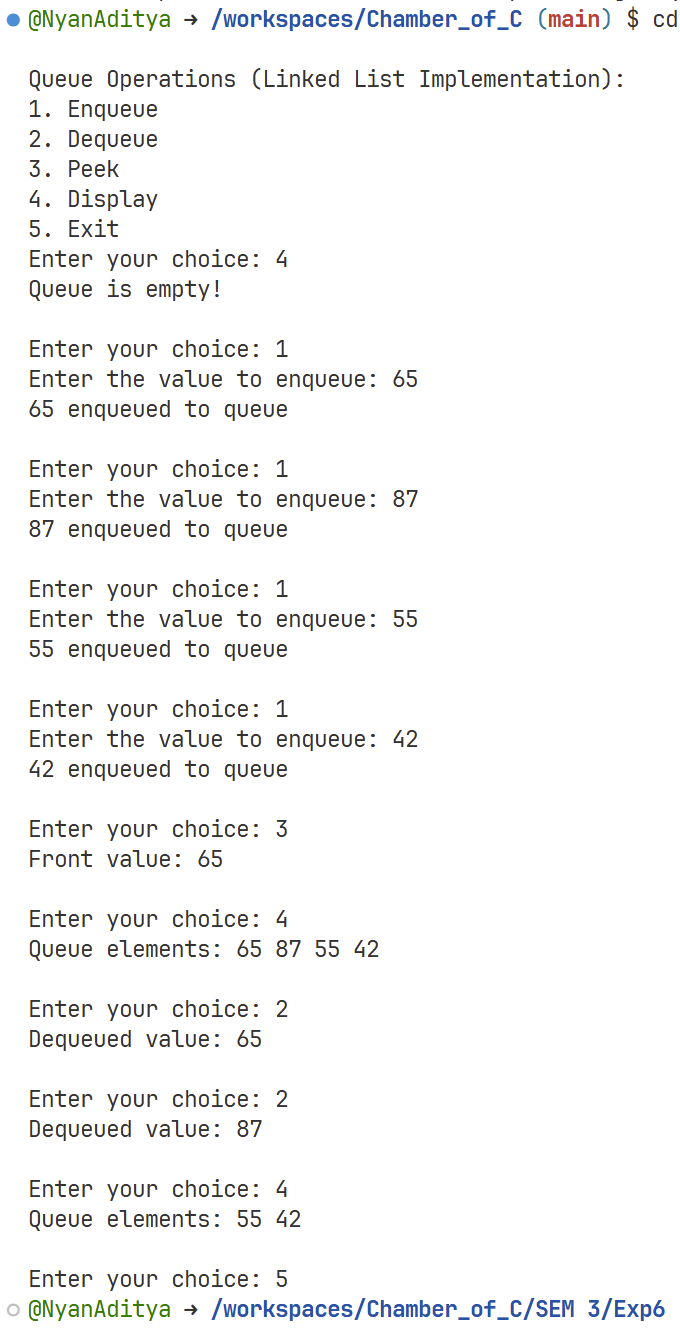 @NyanAditya → /workspaces/Chamber_of_C (main) $ cd
Queue Operations (Linked List Implementation):
1. Enqueue
2. Dequeue
3. Peek
4. Display
5. Exit
Enter your choice: 4
Queue is empty!
Enter your choice: 1
Enter the value to enqueue: 65
65 enqueued to queue
Enter your choice: 1
Enter the value to enqueue: 87
87 enqueued to queue
Enter your choice: 1
Enter the value to enqueue: 55
55 enqueued to queue
Enter your choice: 1
Enter the value to enqueue: 42
42 enqueued to queue
Enter your choice: 3
Front value: 65
Enter your choice: 4
Queue elements: 65 87 55 42
Enter your choice: 2
Dequeued value: 65
Enter your choice: 2
Dequeued value: 87
Enter your choice: 4
Queue elements: 55 42
Enter your choice: 5
@NyanAditya → /workspaces/Chamber_of_C/SEM 3/Exp6